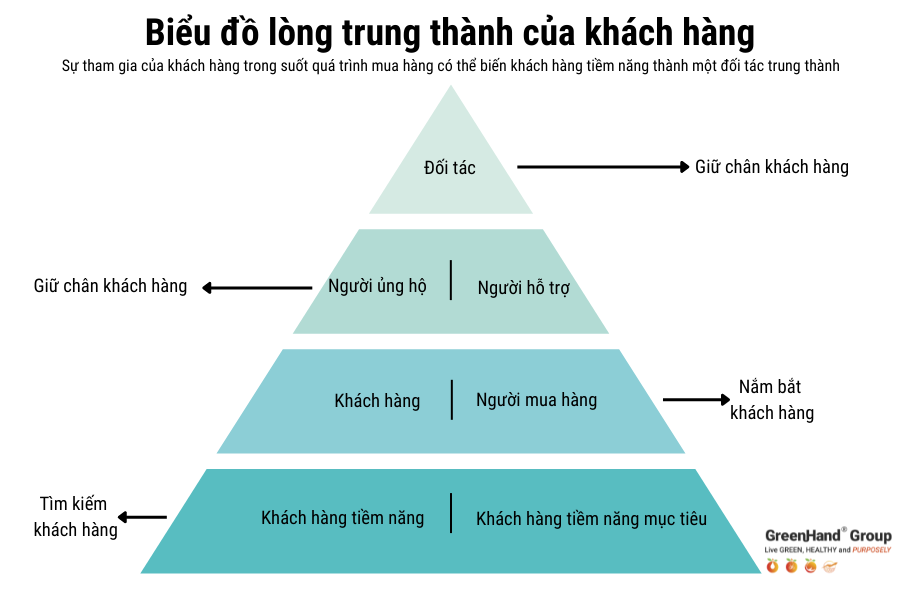 Biểu đồ lòng trung thành của khách hàng
Sự tham gia của khách hàng trong suốt quá trình mua hàng có thể biến khách hàng tiềm năng thành một đối tác trung thành
Đối tác
Giữ chân khách hàng
Giữ chân khách hàng
Người ủng hộ
Người hỗ trợ
Khách hàng
Người mua hàng
Nắm bắt
khách hàng
Tìm kiếm
khách hàng
Khách hàng tiềm năng
Khách hàng tiềm năng mục tiêu
GreenHand® Group
Live GREEN, HEALTHY and PURPOSELY